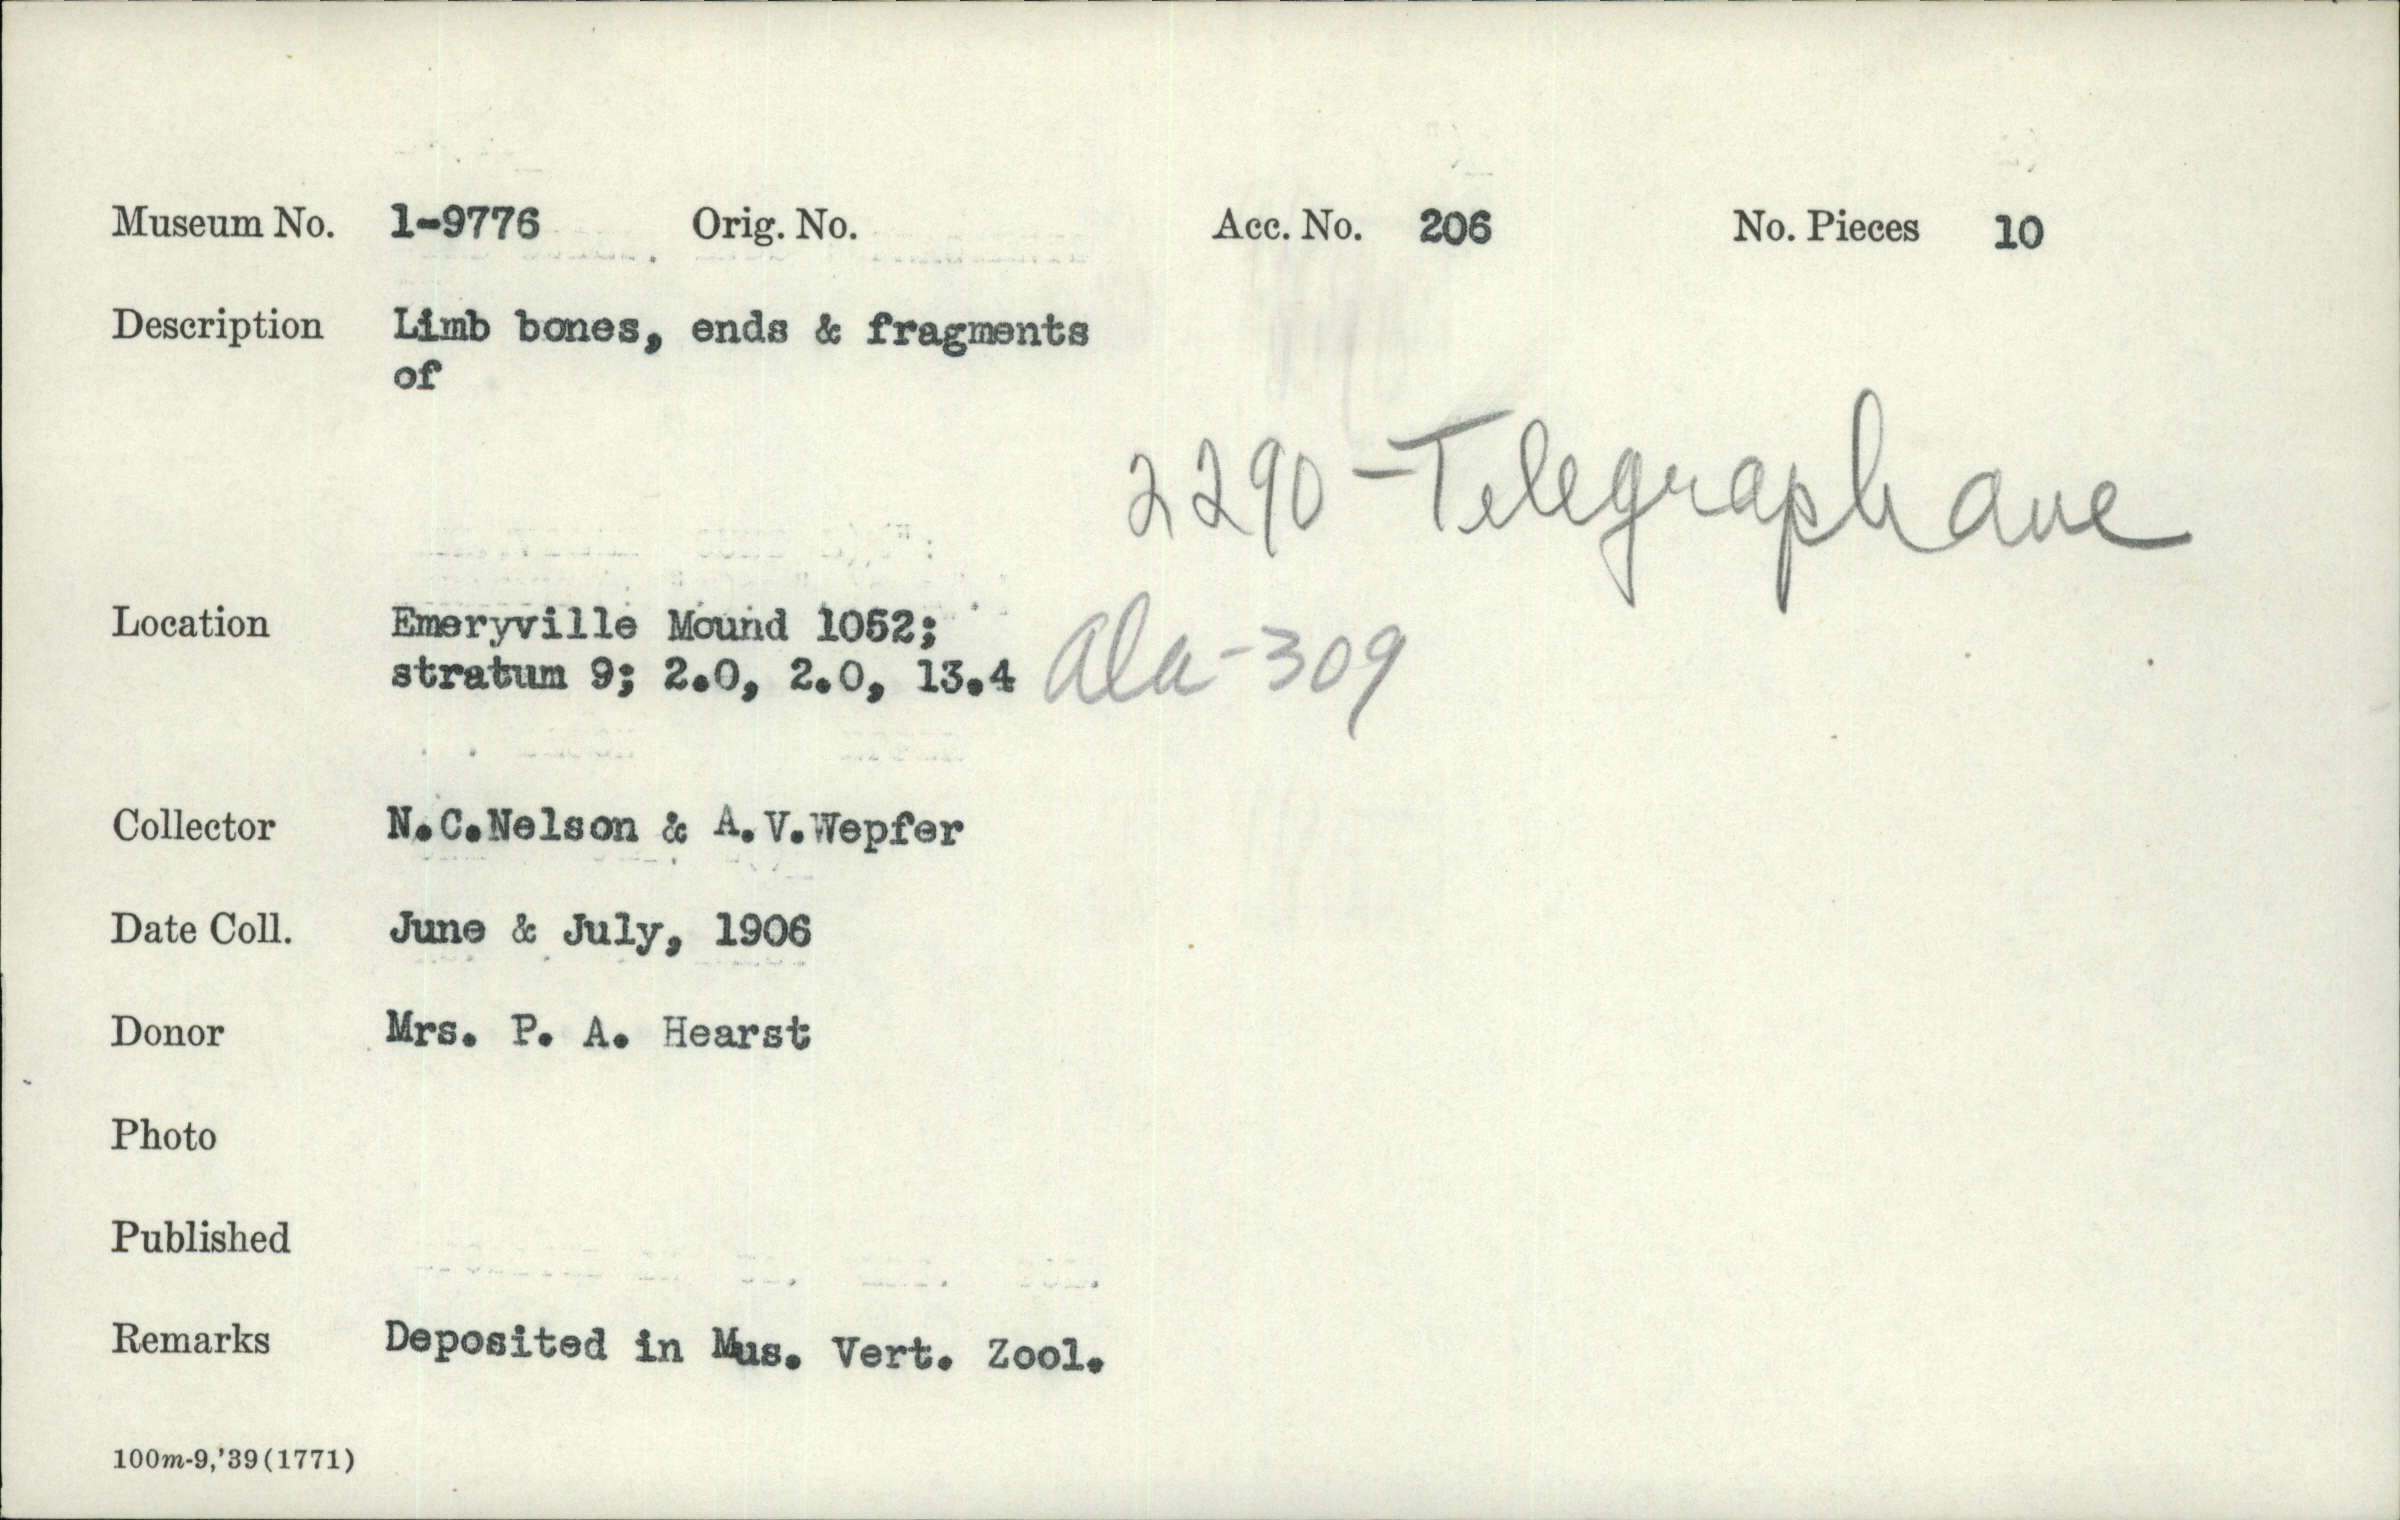 Museum No. 1-9776 Orig. No. Acc. No. 206 No. Pieces 10
Description Limb bones, ends & fragments
of
2290 - Telegraph ave
Location Emeryville Mound 1052;
stratum 9; 2.0, 2.0, 13.4 Ala-309
Collector N.C.Nelson & A.V.Wepfer
Date Coll. June & July, 1906
Donor Mrs. P. A. Hearst
Photo
Published
Remarks Deposited in Mus. Vert. Zool.
100m-9,'39(1771)